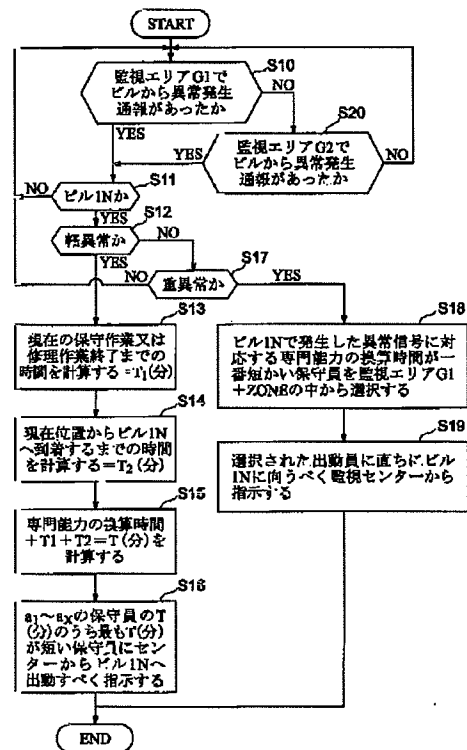 START
S10
監視エリアG1で
ビルから異常発生
通報があったか
NO
YES
S20
監視エリアG2で
ビルから異常発生
通報があったか
YES
NO
S11
ビル1Nか
NO
YES
S12
軽異常か
NO
YES
S17
重異常か
NO
YES
S13
現在の保守作業又は
修理作業終了までの
時間を計算する=T₁(分)
S14
現在位置からビル1N
へ到着するまでの時間
を計算する=T₂(分)
S15
専門能力の換算時間
+T1+T2=T(分)を
計算する
S16
a₁~axの保守員のT
(分)のうち最もT(分)
が短い保守員にセン
ターからビル1Nへ
出動すべく指示する
S18
ビル1Nで発生した異常信号に対
応する専門能力の換算時間が一
番短かい保守員を監視エリアG1
+ZONEの中から選択する
S19
選択された出動員に直ちにビル
1Nに向うべく監視センターから
指示する
END